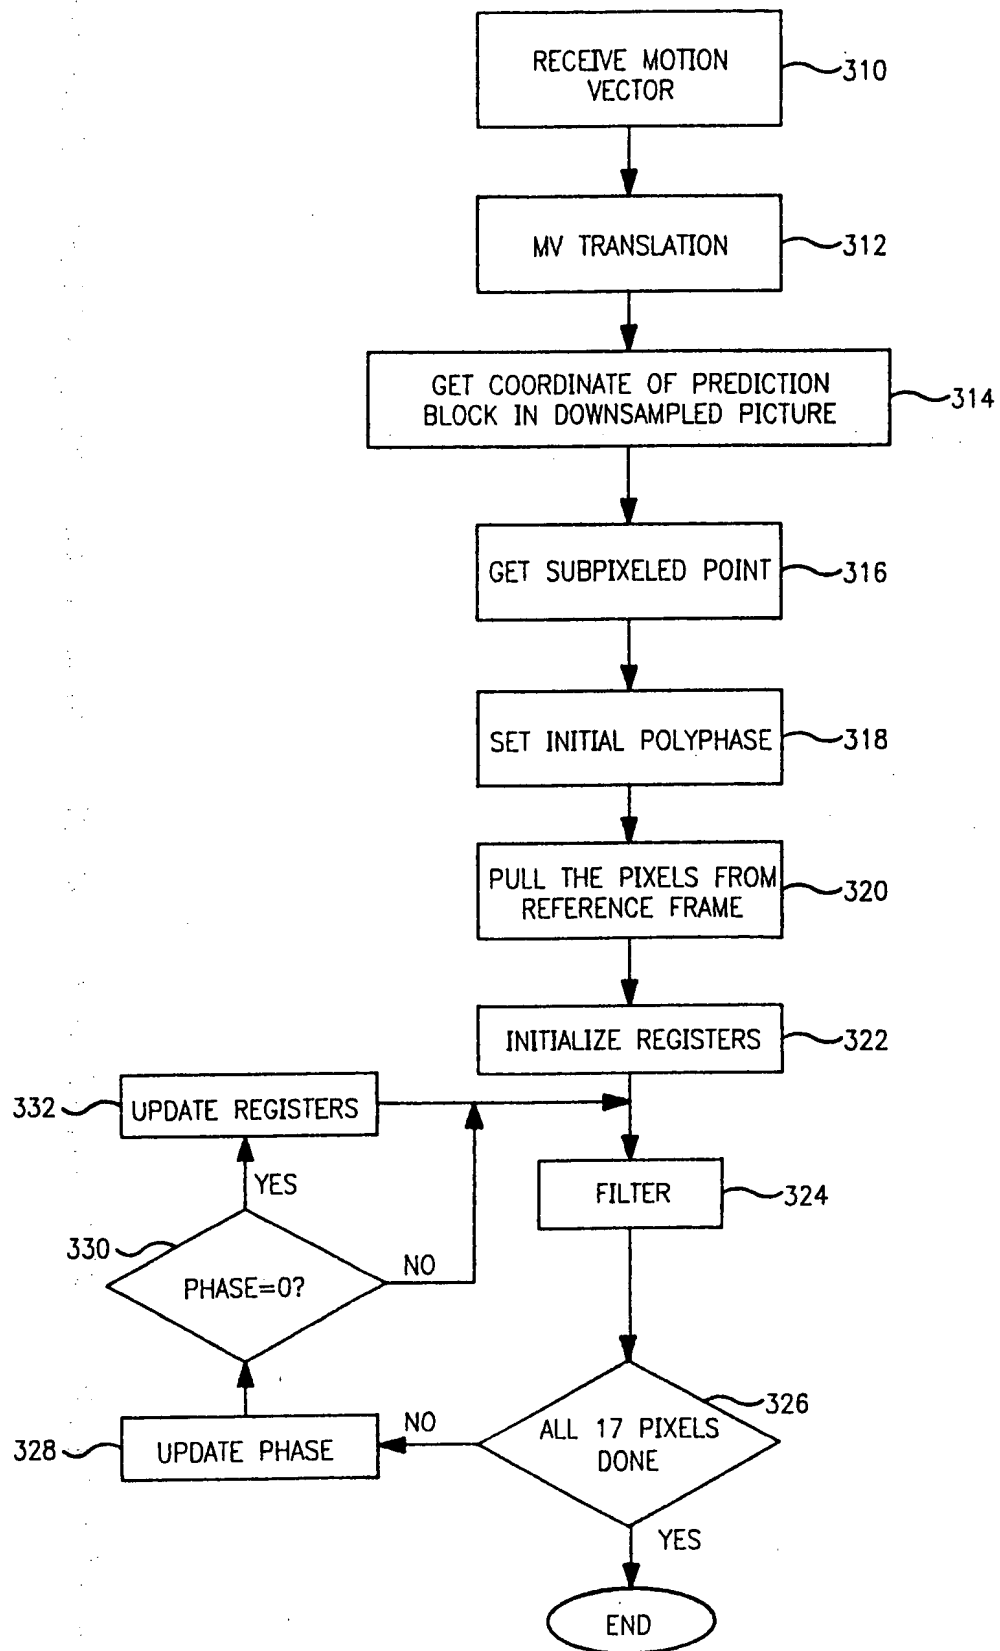 RECEIVE MOTION
VECTOR
310
MV TRANSLATION
312
GET COORDINATE OF PREDICTION
BLOCK IN DOWNSAMPLED PICTURE
314
GET SUBPIXELED POINT
316
SET INITIAL POLYPHASE
318
PULL THE PIXELS FROM
REFERENCE FRAME
320
INITIALIZE REGISTERS
322
332
UPDATE REGISTERS
YES
FILTER
324
330
PHASE=0?
NO
326
ALL 17 PIXELS
DONE
NO
328
UPDATE PHASE
YES
END